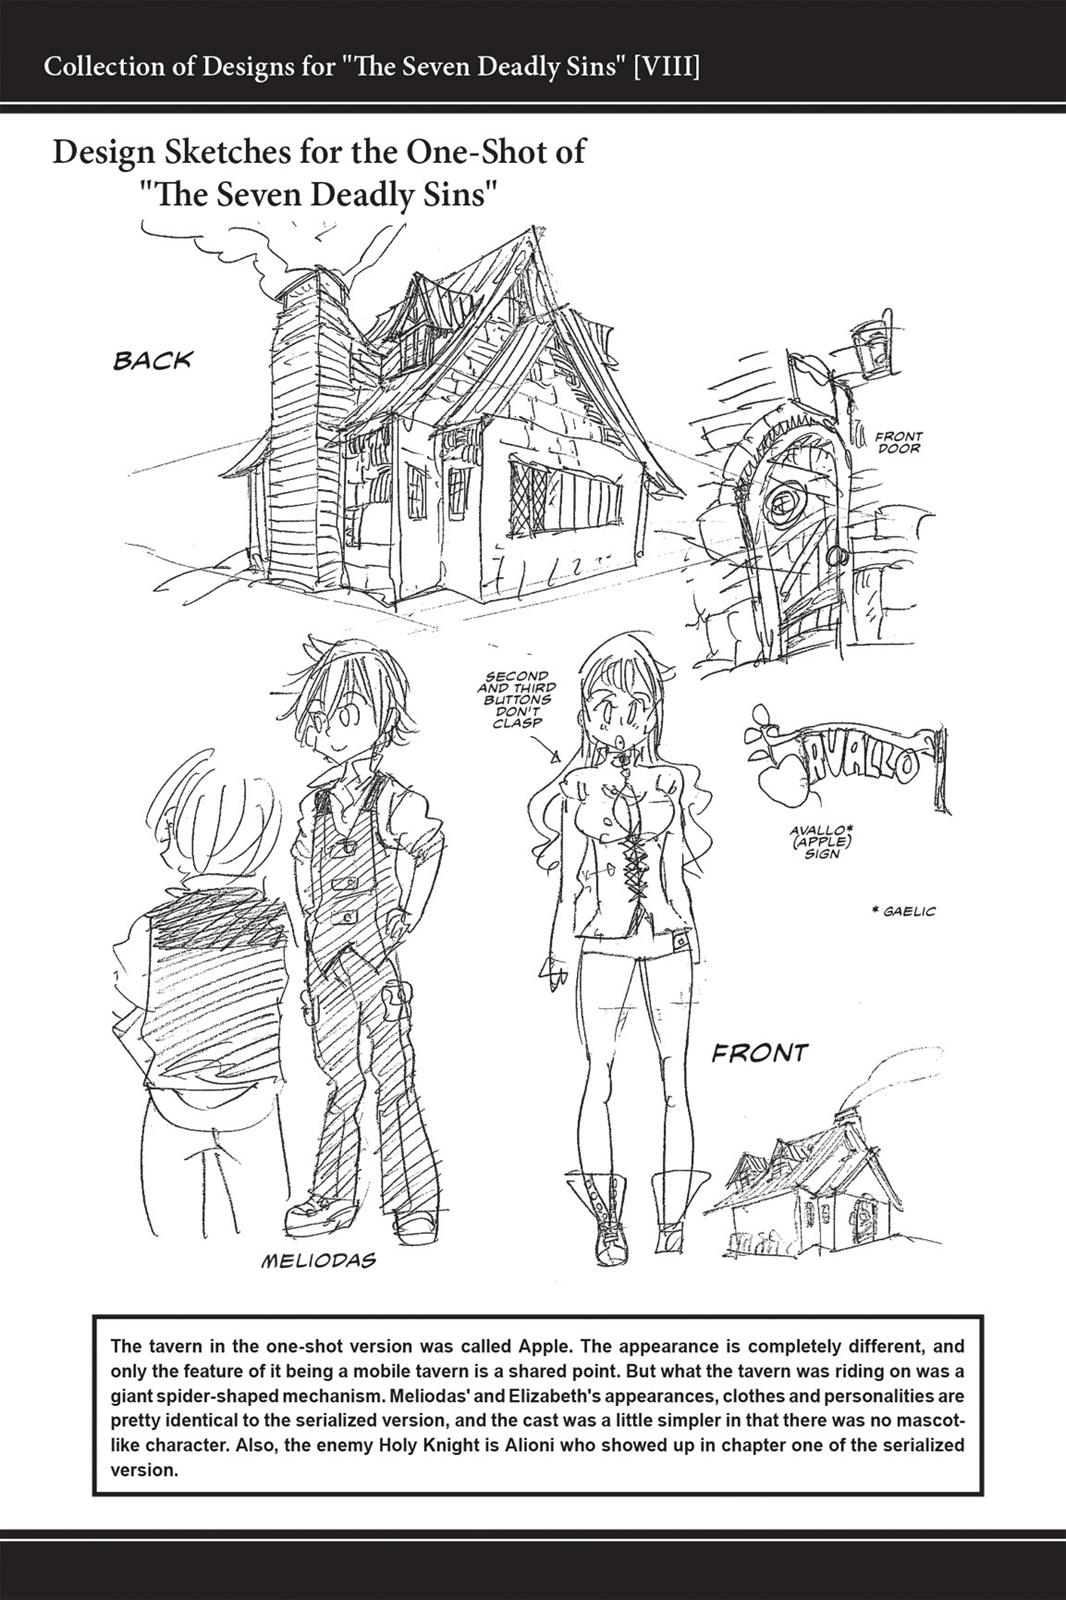 Collection of Designs for "The Seven Deadly Sins" [VIII]
Design Sketches for the One-Shot of
"The Seven Deadly Sins"
BACK
FRONT
DOOR
SECOND
AND THIRD
BUTTONS
DON'T
CLASP
AVALLO
AVALLO*
(APPLE)
SIGN
* GAELIC
FRONT
MELIODAS
The tavern in the one-shot version was called Apple. The appearance is completely different, and
only the feature of it being a mobile tavern is a shared point. But what the tavern was riding on was a
giant spider-shaped mechanism. Meliodas' and Elizabeth's appearances, clothes and personalities are
pretty identical to the serialized version, and the cast was a little simpler in that there was no mascot-
like character. Also, the enemy Holy Knight is Alioni who showed up in chapter one of the serialized
version.